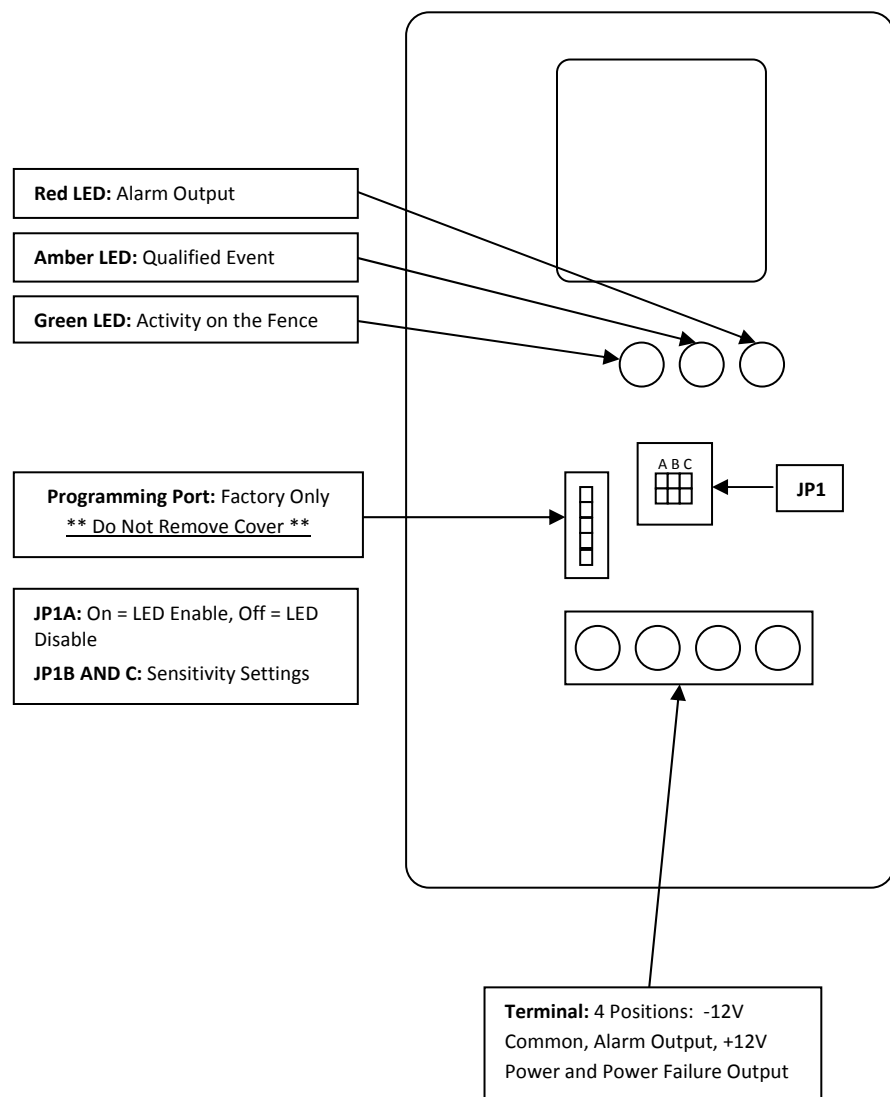 Red LED: Alarm Output
Amber LED: Qualified Event
Green LED: Activity on the Fence
A B C
JP1
Programming Port: Factory Only
** Do Not Remove Cover **
JP1A: On = LED Enable, Off = LED
Disable
JP1B AND C: Sensitivity Settings
Terminal: 4 Positions: -12V
Common, Alarm Output, +12V
Power and Power Failure Output